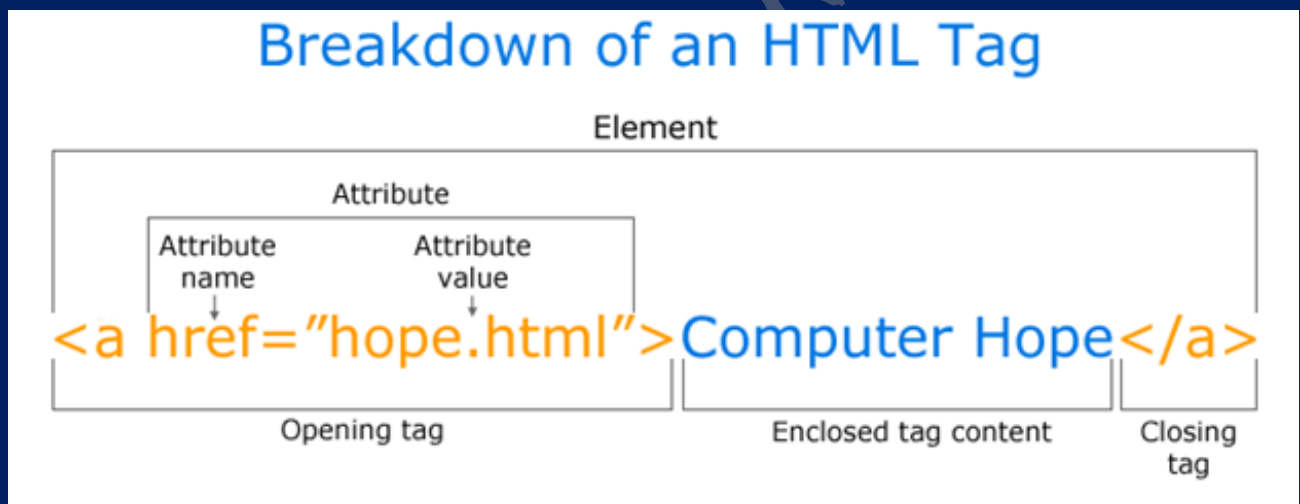 Breakdown of an HTML Tag
Element
Attribute
Attribute
name
Attribute
value
<a href=”hope.html”>Computer Hope</a>
Opening tag
Enclosed tag content
Closing
tag